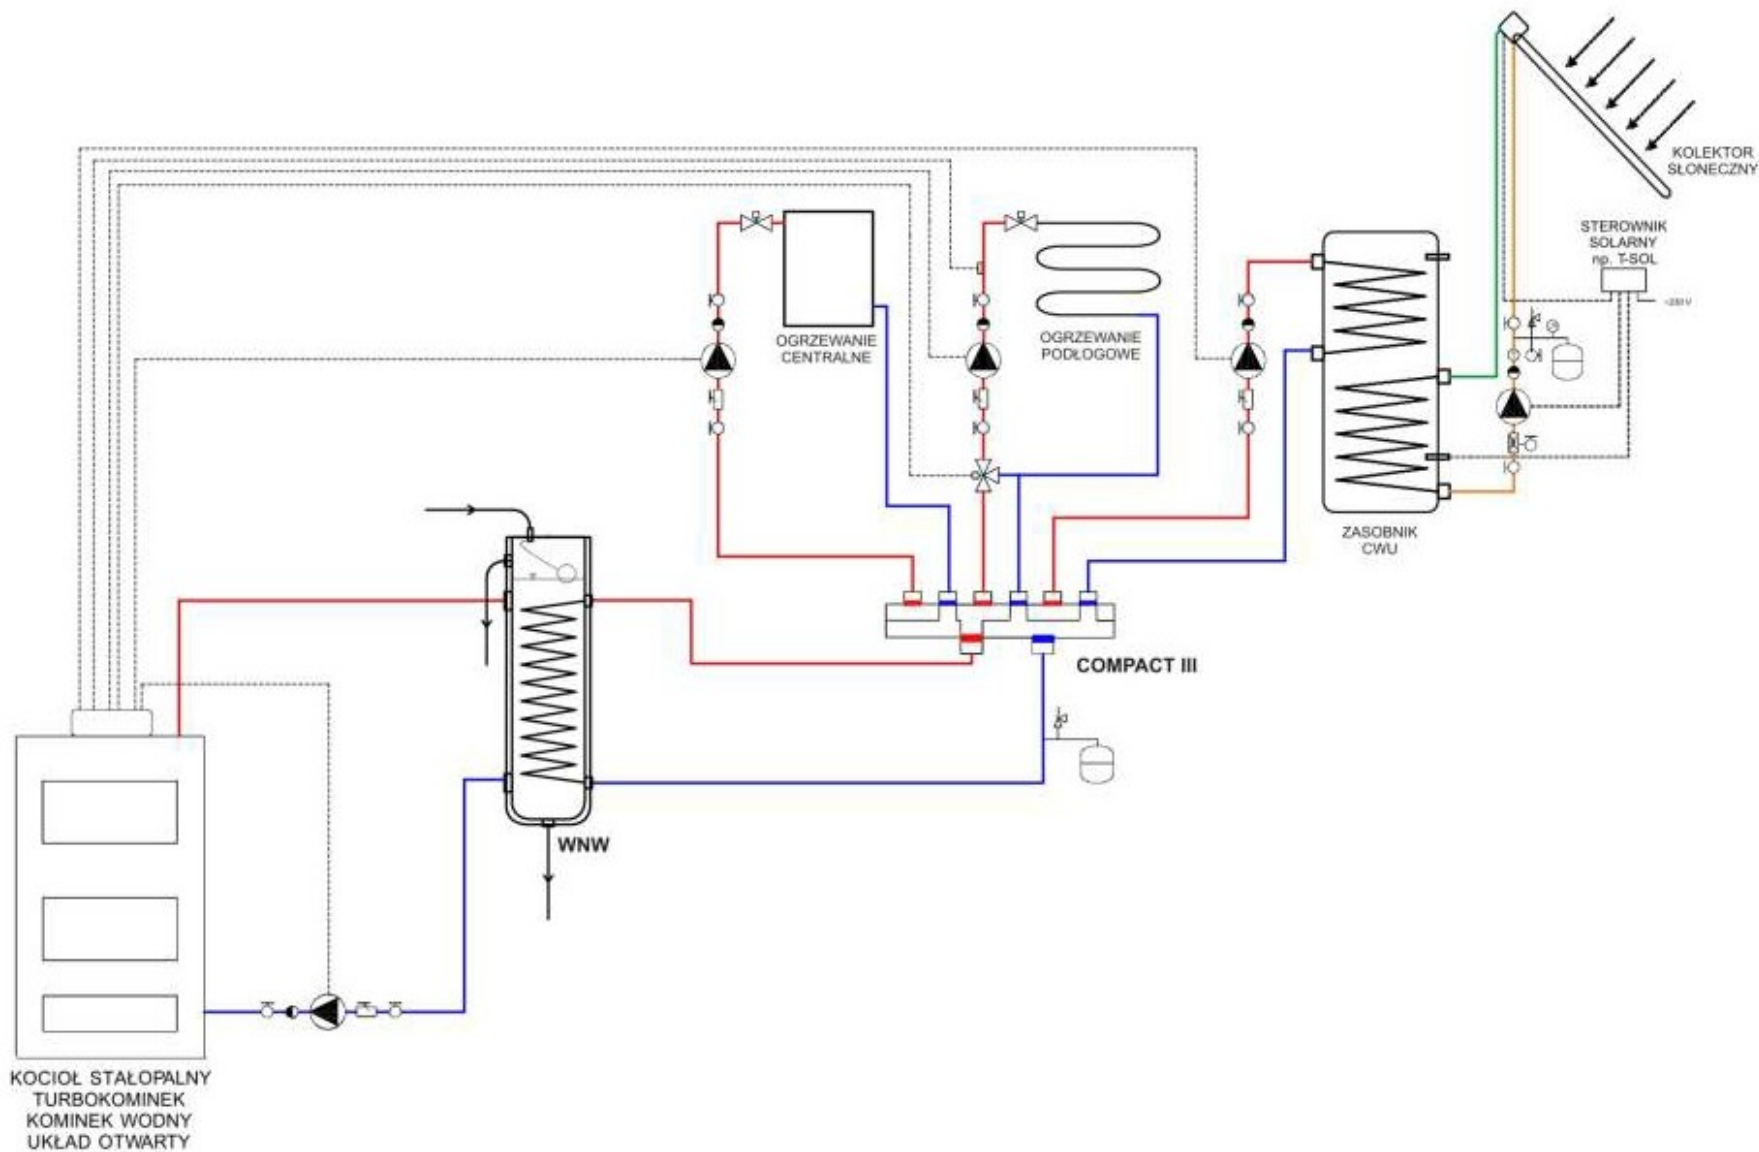 KOLEKTOR
SŁONECZNY
STEROWNIK
SOLARNY
np. T-SOL
~230 V
OGRZEWANIE
CENTRALNE
OGRZEWANIE
PODŁOGOWE
ZASOBNIK
CWU
COMPACT III
WNW
KOCIOŁ STAŁOPALNY
TURBOKOMINEK
KOMINEK WODNY
UKŁAD OTWARTY